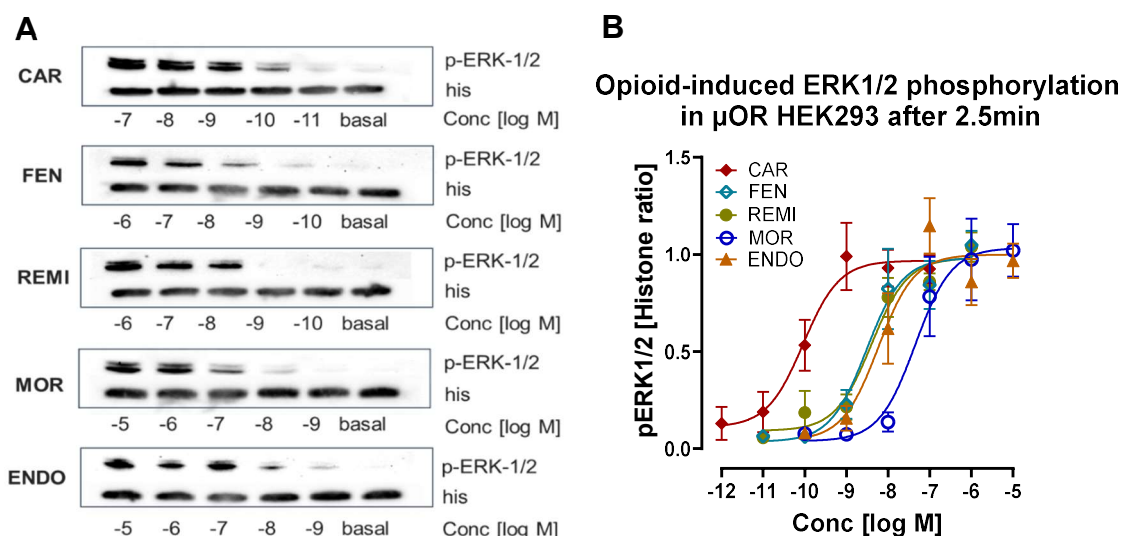 A
CAR
p-ERK-1/2
his
-7 -8 -9 -10 -11 basal Conc [log M]
FEN
p-ERK-1/2
his
-6 -7 -8 -9 -10 basal Conc [log M]
REMI
p-ERK-1/2
his
-6 -7 -8 -9 -10 basal Conc [log M]
MOR
p-ERK-1/2
his
-5 -6 -7 -8 -9 basal Conc [log M]
ENDO
p-ERK-1/2
his
-5 -6 -7 -8 -9 basal Conc [log M]
B
Opioid-induced ERK1/2 phosphorylation
in µOR HEK293 after 2.5min
pERK1/2 [Histone ratio]
1.5
1.0
0.5
0.0
CAR
FEN
REMI
MOR
ENDO
-12 -11 -10 -9 -8 -7 -6 -5
Conc [log M]